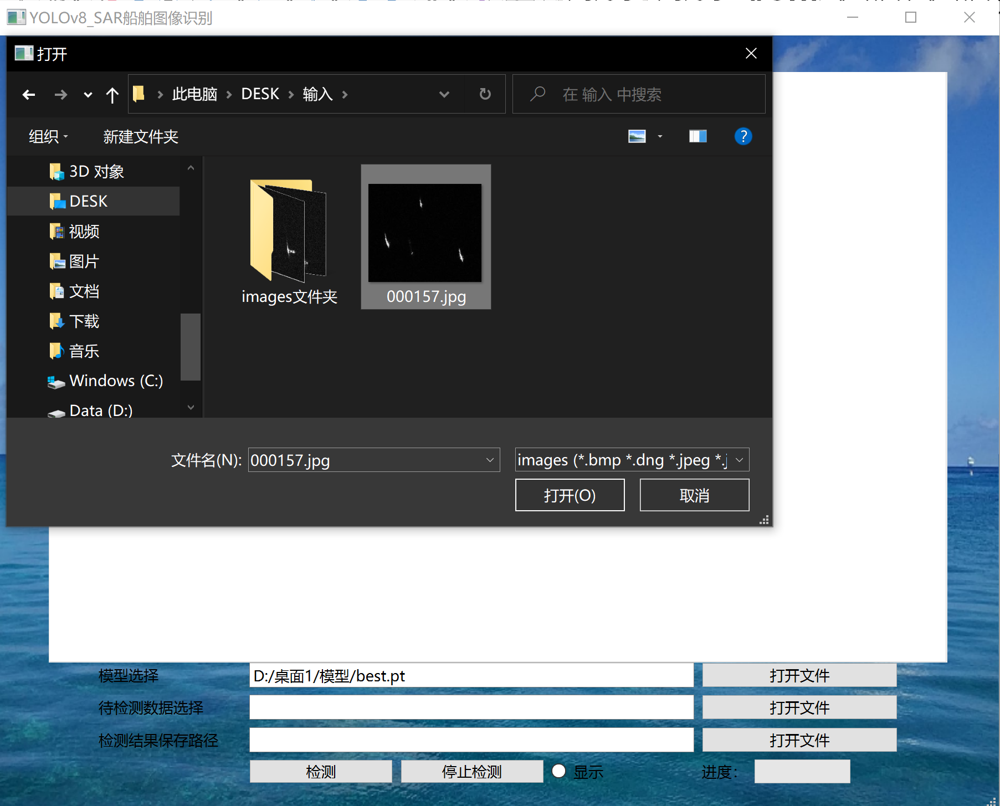 YOLOv8_SAR船舶图像识别
打开
此电脑 DESK 输入
在 输入 中搜索
组织 新建文件夹
3D 对象
DESK
视频
图片
文档
下载
音乐
Windows (C:)
Data (D:)
images文件夹
000157.jpg
文件名(N): 000157.jpg
images (*.bmp *.dng *.jpeg *.j
打开(O) 取消
模型选择 D:/桌面1/模型/best.pt 打开文件
待检测数据选择 打开文件
检测结果保存路径 打开文件
检测 停止检测 显示 进度：